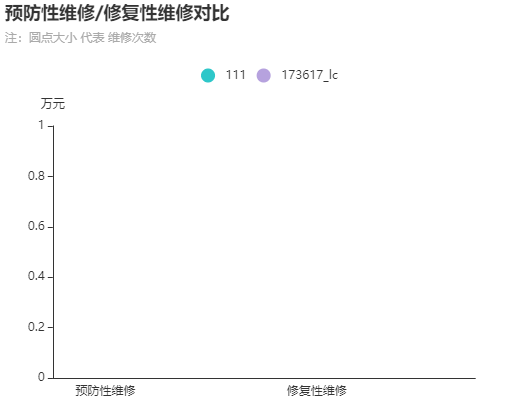 预防性维修/修复性维修对比
注：圆点大小 代表 维修次数
111 173617_lc
万元
1
0.8
0.6
0.4
0.2
0
预防性维修 修复性维修